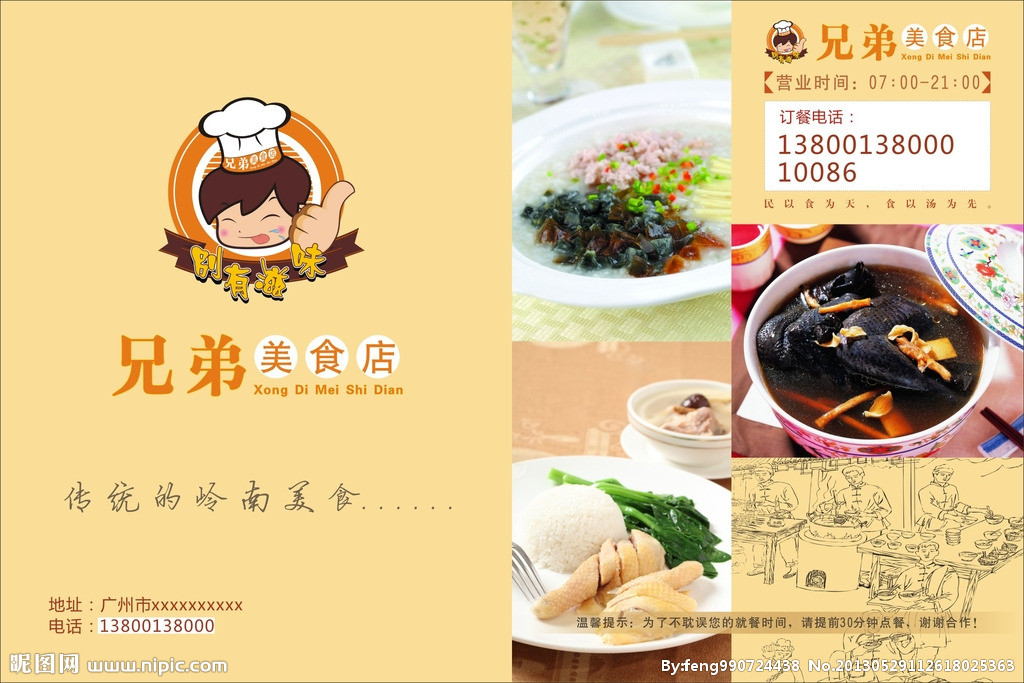 兄弟美食店
别有滋味
兄弟美食店
Xong Di Mei Shi Dian
传统的岭南美食......
地址：广州市xxxxxxxxxx
电话：13800138000
昵图网 www.nipic.com
兄弟美食店
Xong Di Mei Shi Dian
营业时间：07:00-21:00
订餐电话：
13800138000
10086
民以食为天，食以汤为先。
温馨提示：为了不耽误您的就餐时间，请提前30分钟点餐，谢谢合作！
By:feng990724438 No.20130529112618025363